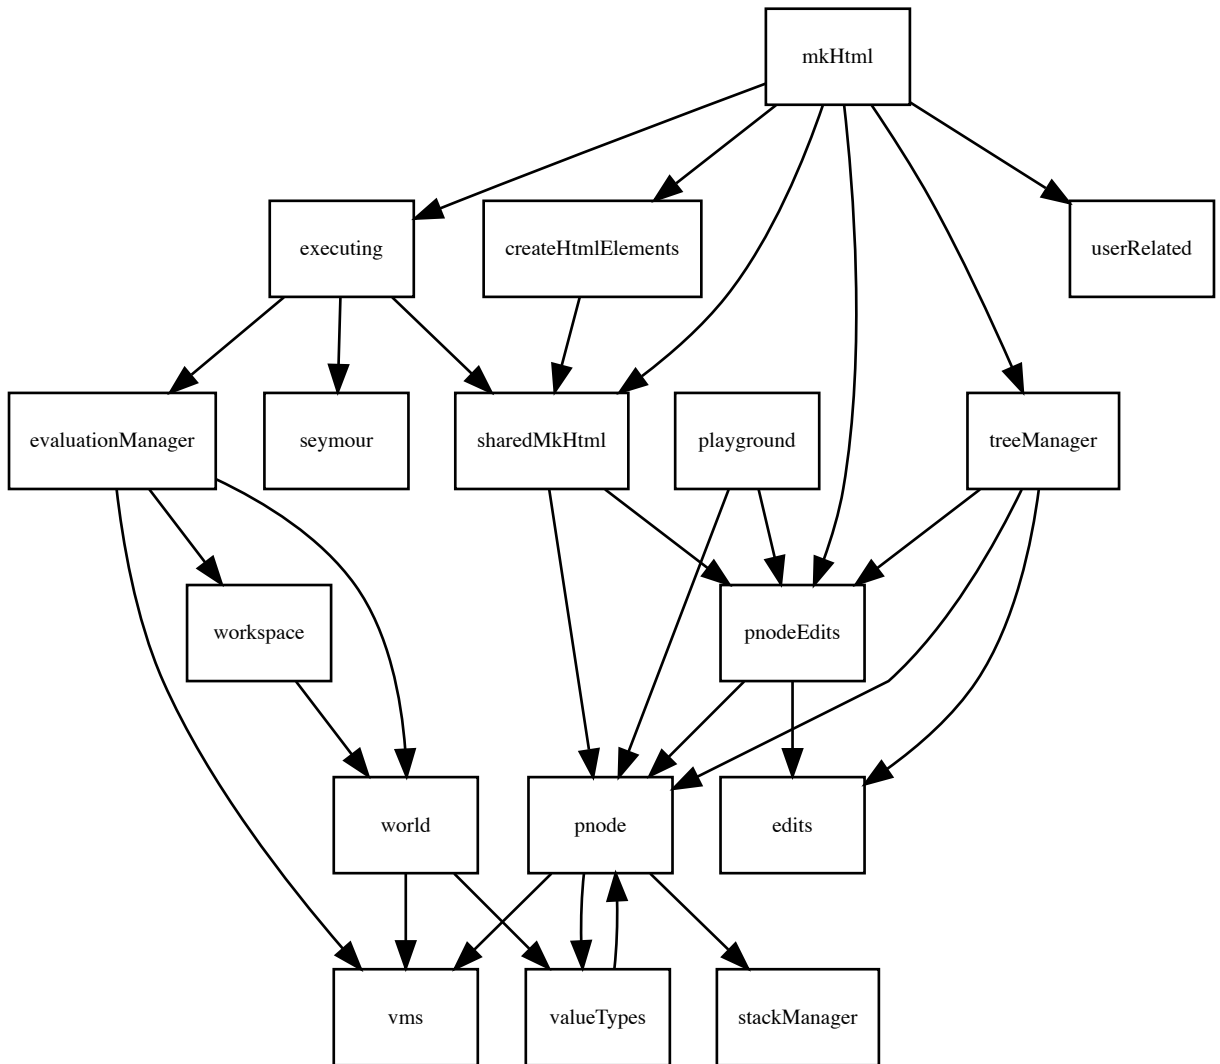 mkHtml
executing
createHtmlElements
userRelated
evaluationManager
seymour
sharedMkHtml
playground
treeManager
workspace
pnodeEdits
world
pnode
edits
vms
valueTypes
stackManager